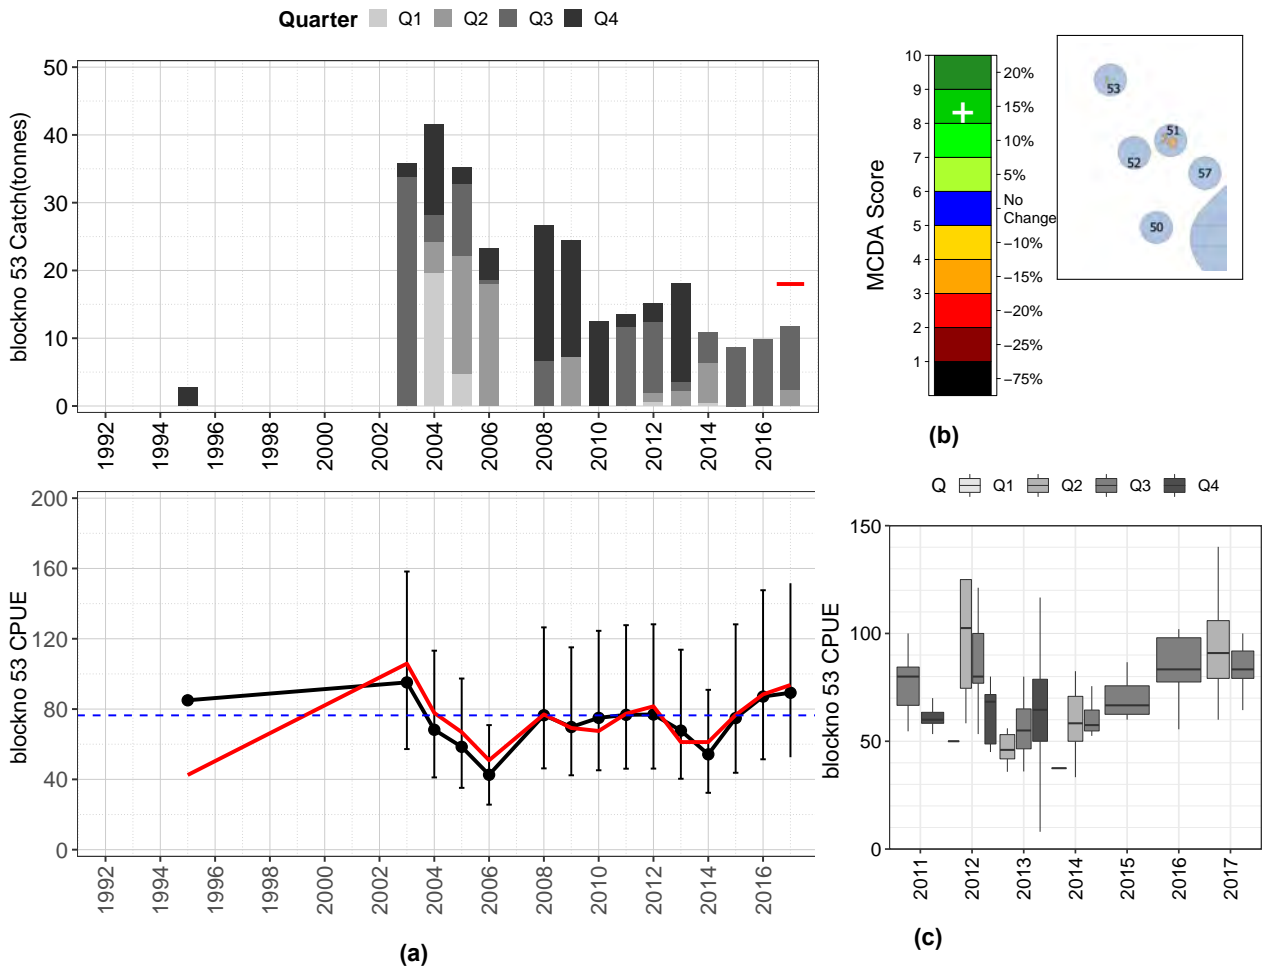 Quarter Q1 Q2 Q3 Q4
blockno 53 Catch(tonnes)
50
40
30
20
10
0
1992 1994 1996 1998 2000 2002 2004 2006 2008 2010 2012 2014 2016
blockno 53 CPUE
200
160
120
80
40
0
1992 1994 1996 1998 2000 2002 2004 2006 2008 2010 2012 2014 2016
(a)
MCDA Score
10
9
8
7
6
5
4
3
2
1
20%
15%
10%
5%
No
Change
−10%
−15%
−20%
−25%
−75%
53
51
52
57
50
(b)
Q Q1 Q2 Q3 Q4
blockno 53 CPUE
150
100
50
0
2011 2012 2013 2014 2015 2016 2017
(c)